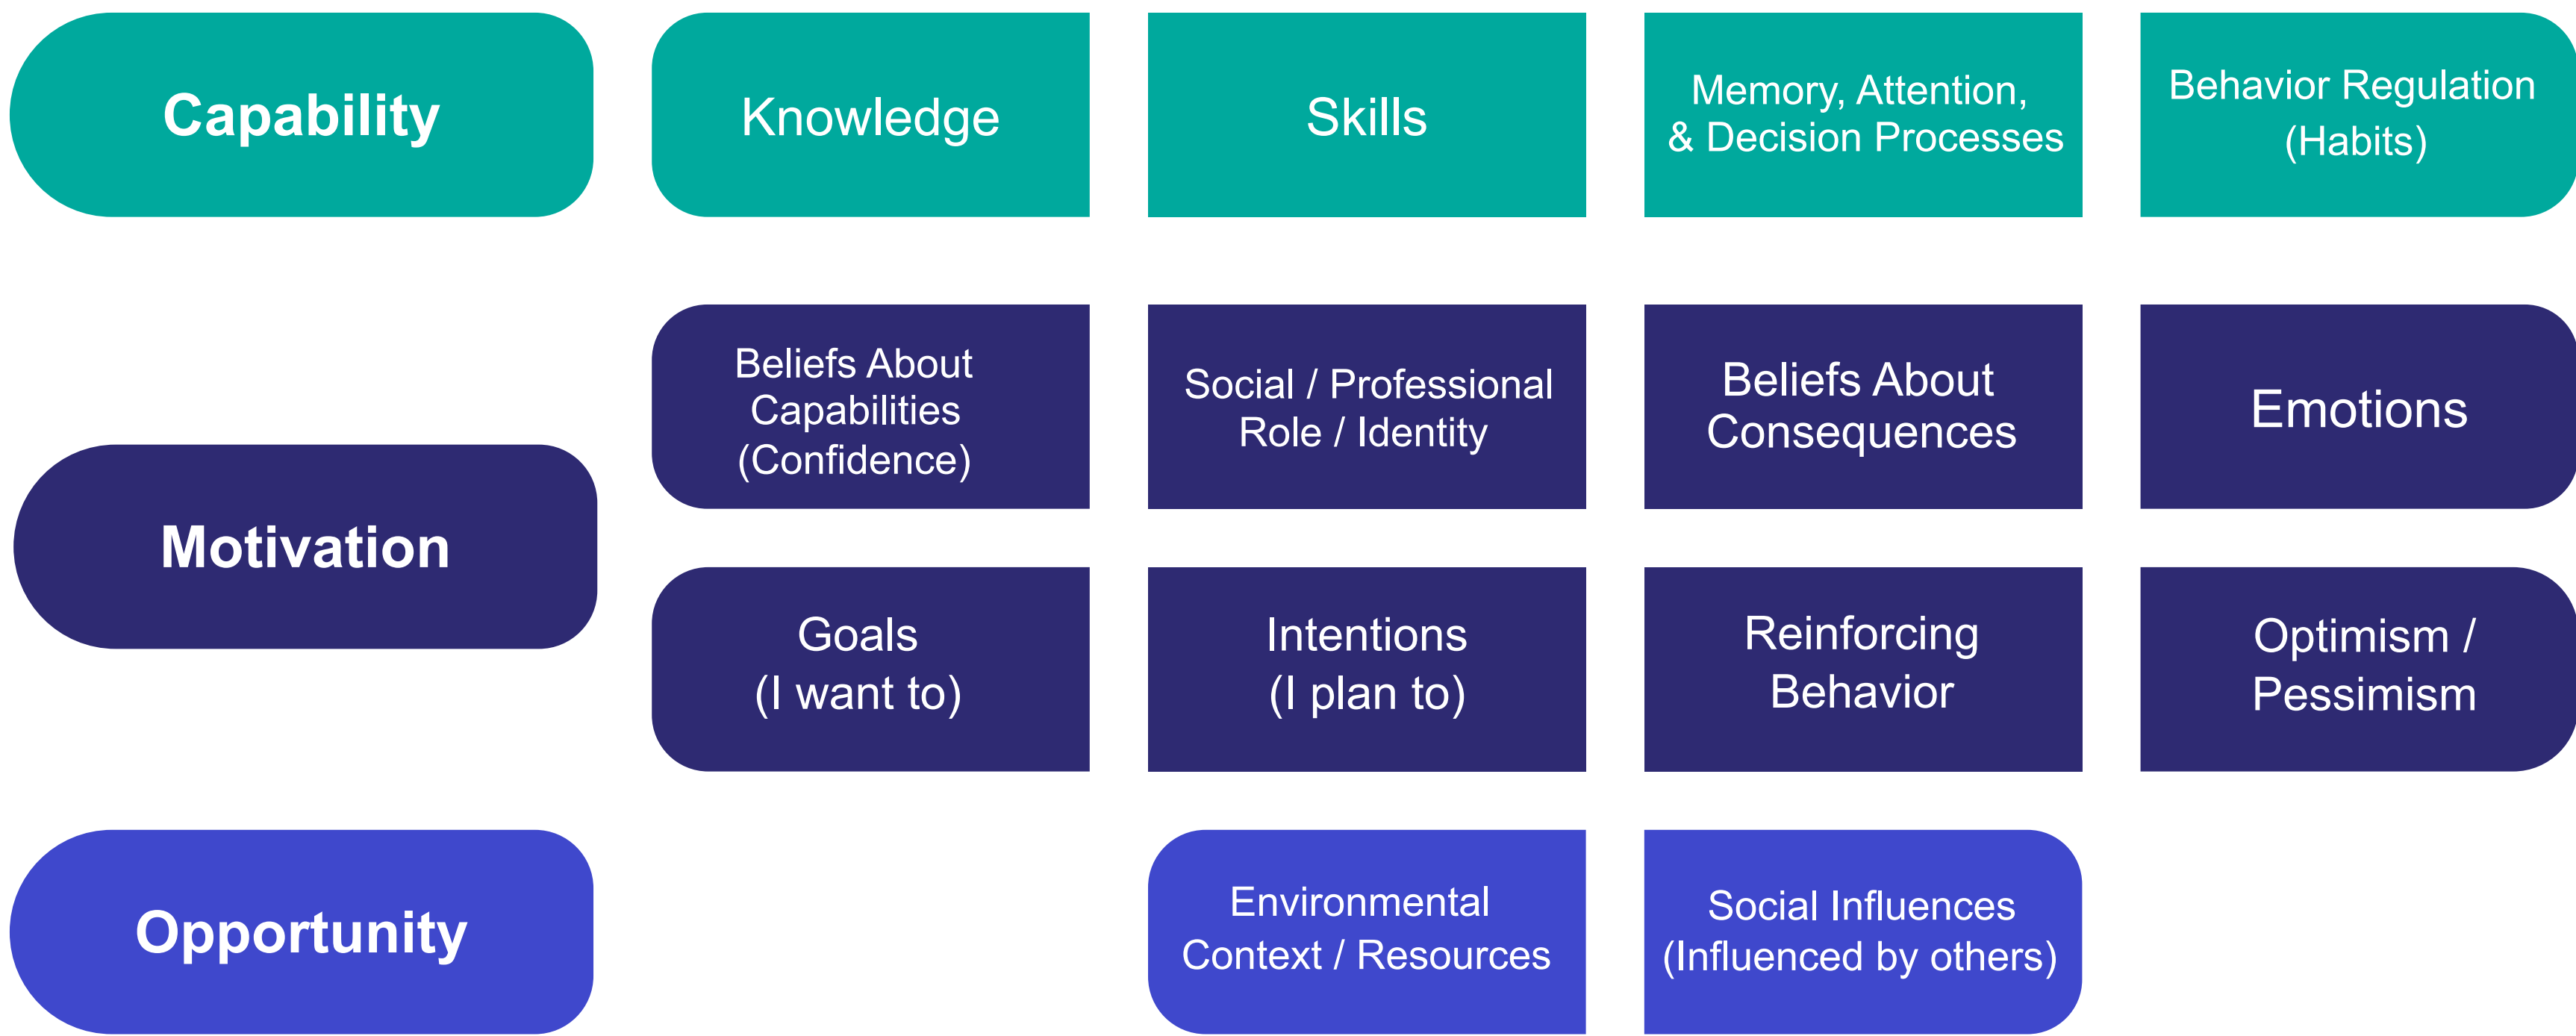 Capability
Knowledge
Skills
Memory, Attention,
& Decision Processes
Behavior Regulation
(Habits)
Motivation
Beliefs About
Capabilities
(Confidence)
Social / Professional
Role / Identity
Beliefs About
Consequences
Emotions
Goals
(I want to)
Intentions
(I plan to)
Reinforcing
Behavior
Optimism /
Pessimism
Opportunity
Environmental
Context / Resources
Social Influences
(Influenced by others)